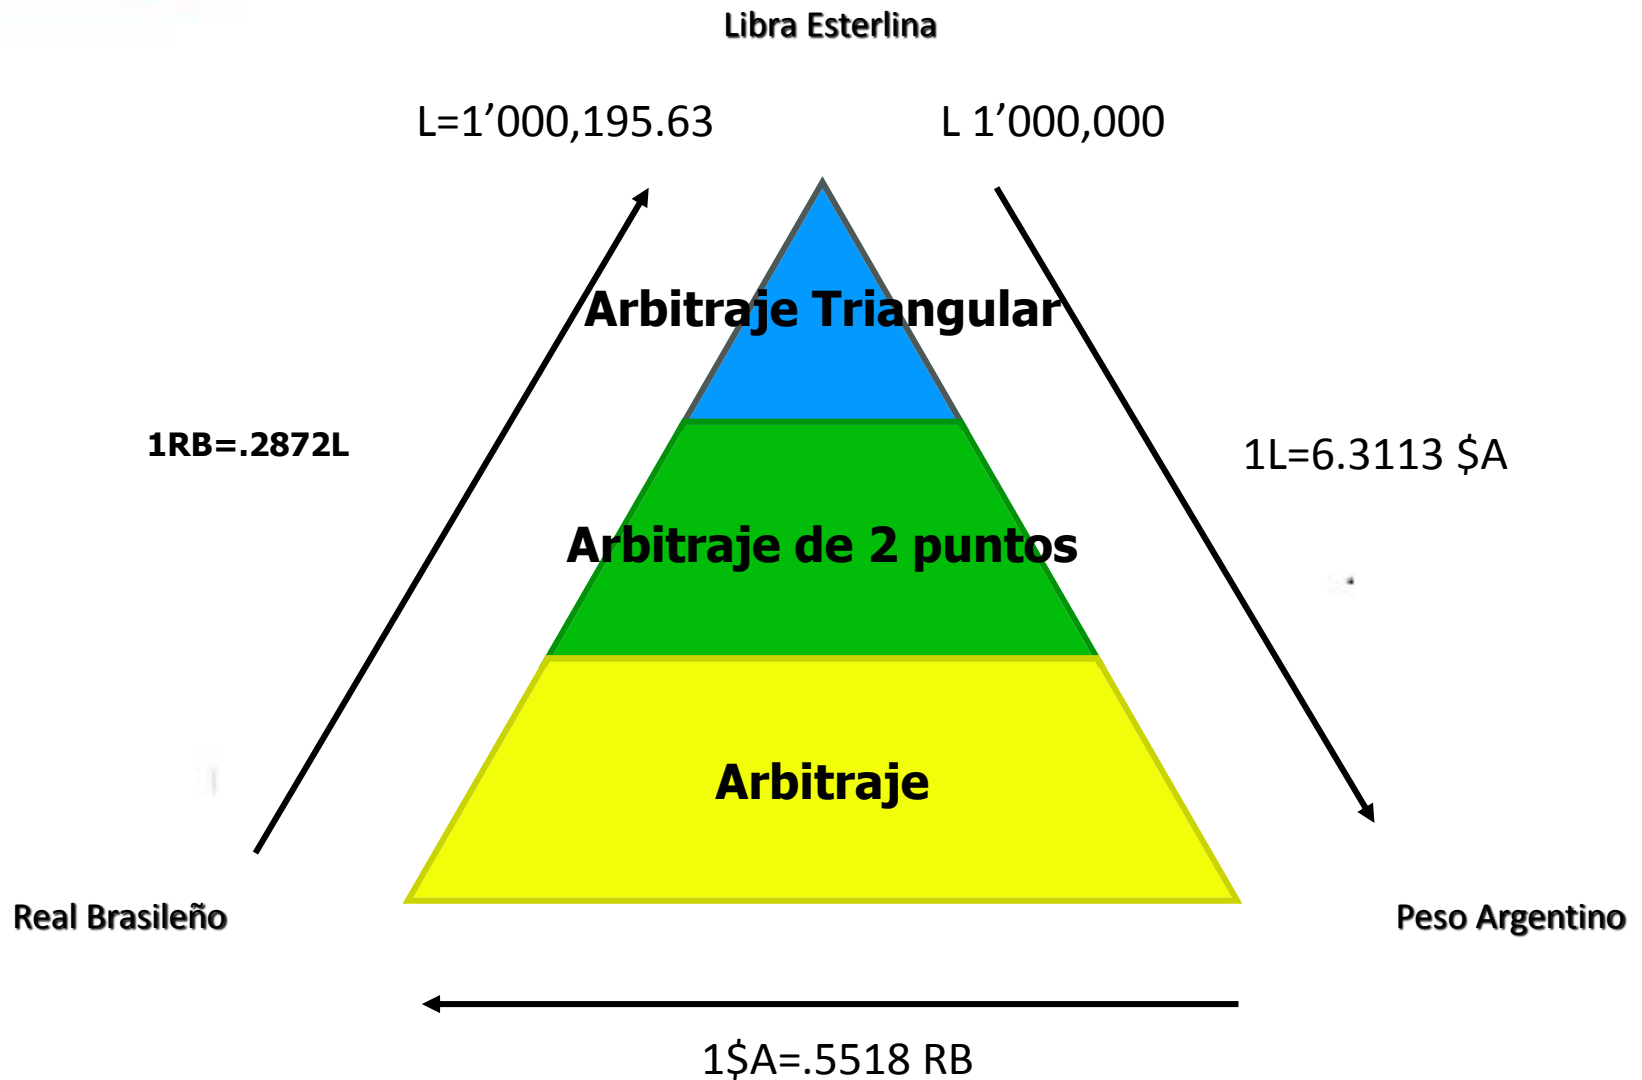 Libra Esterlina
L=1’000,195.63
L 1’000,000
Arbitraje Triangular
1RB=.2872L
1L=6.3113 $A
Arbitraje de 2 puntos
Arbitraje
Real Brasileño
Peso Argentino
1$A=.5518 RB